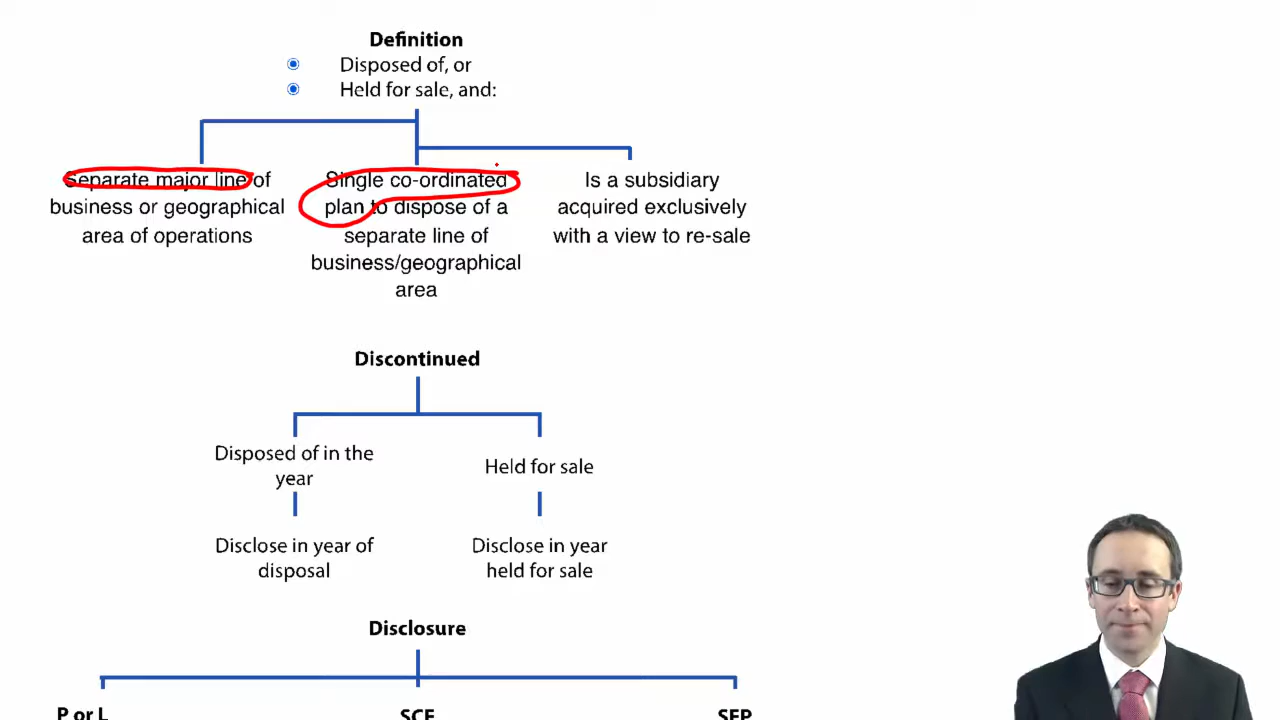 Definition
Disposed of, or
Held for sale, and:
Separate major line of
business or geographical
area of operations
Single co-ordinated
plan to dispose of a
separate line of
business/geographical
area
Is a subsidiary
acquired exclusively
with a view to re-sale
Discontinued
Disposed of in the
year
Held for sale
Disclose in year of
disposal
Disclose in year
held for sale
Disclosure
P or L
SCF
SFP